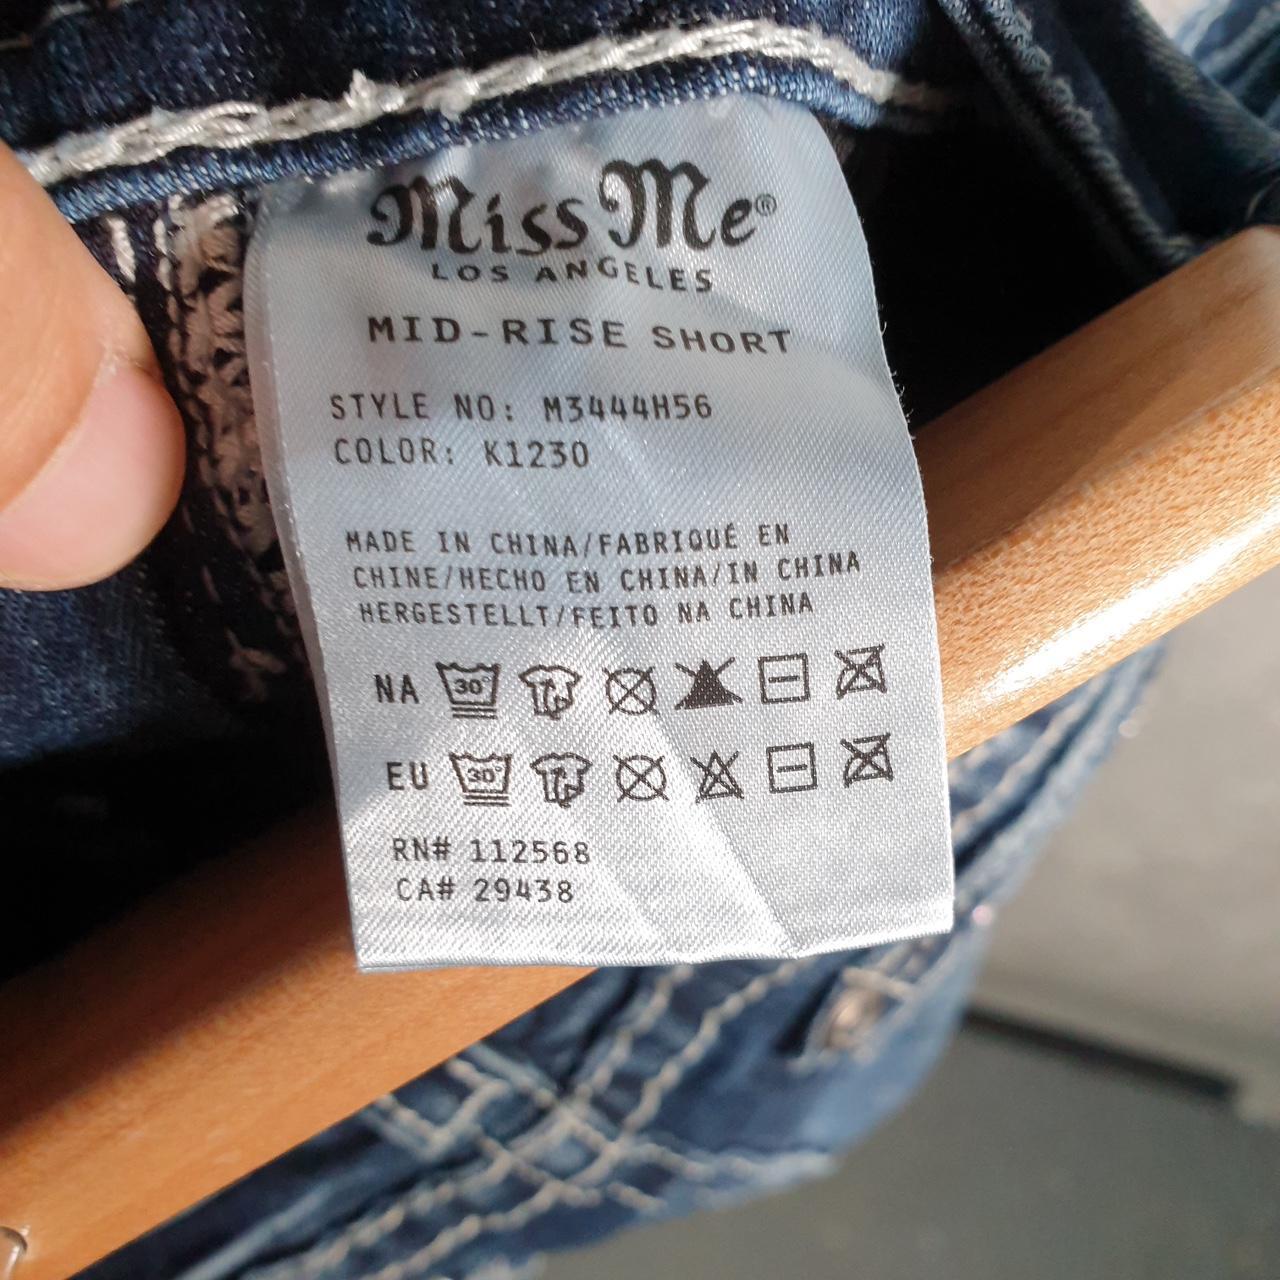 Miss Me®
LOS ANGELES
MID-RISE SHORT
STYLE NO: M3444H56
COLOR: K1230
MADE IN CHINA/FABRIQUÉ EN
CHINE/HECHO EN CHINA/IN CHINA
HERGESTELLT/FEITO NA CHINA
NA 30°
EU 30°
RN# 112568
CA# 29438